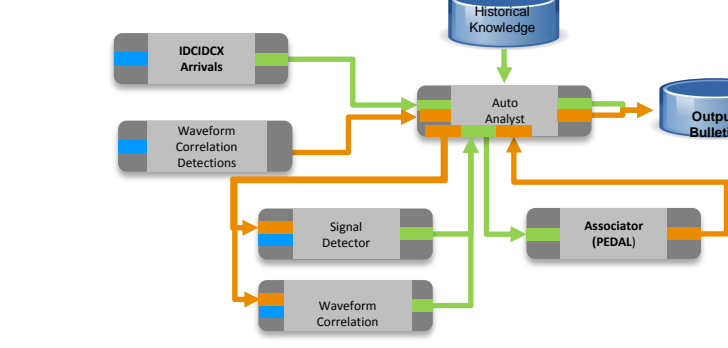 Historical
Knowledge
IDCIDCX
Arrivals
Auto
Analyst
Waveform
Correlation
Detections
Signal
Detector
Associator
(PEDAL)
Waveform
Correlation